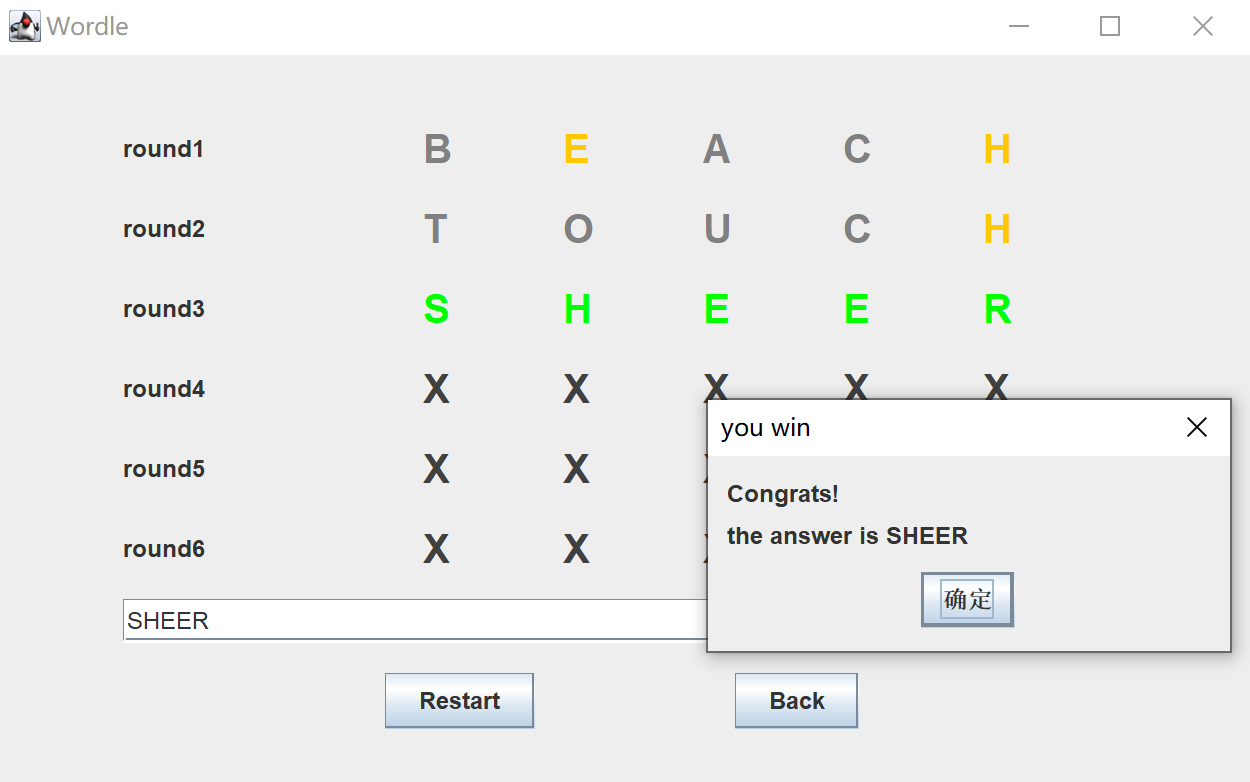 Wordle
round1 B E A C H
round2 T O U C H
round3 S H E E R
round4 X X X X X
round5 X X
round6 X X
you win
Congrats!
the answer is SHEER
确定
SHEER
Restart Back